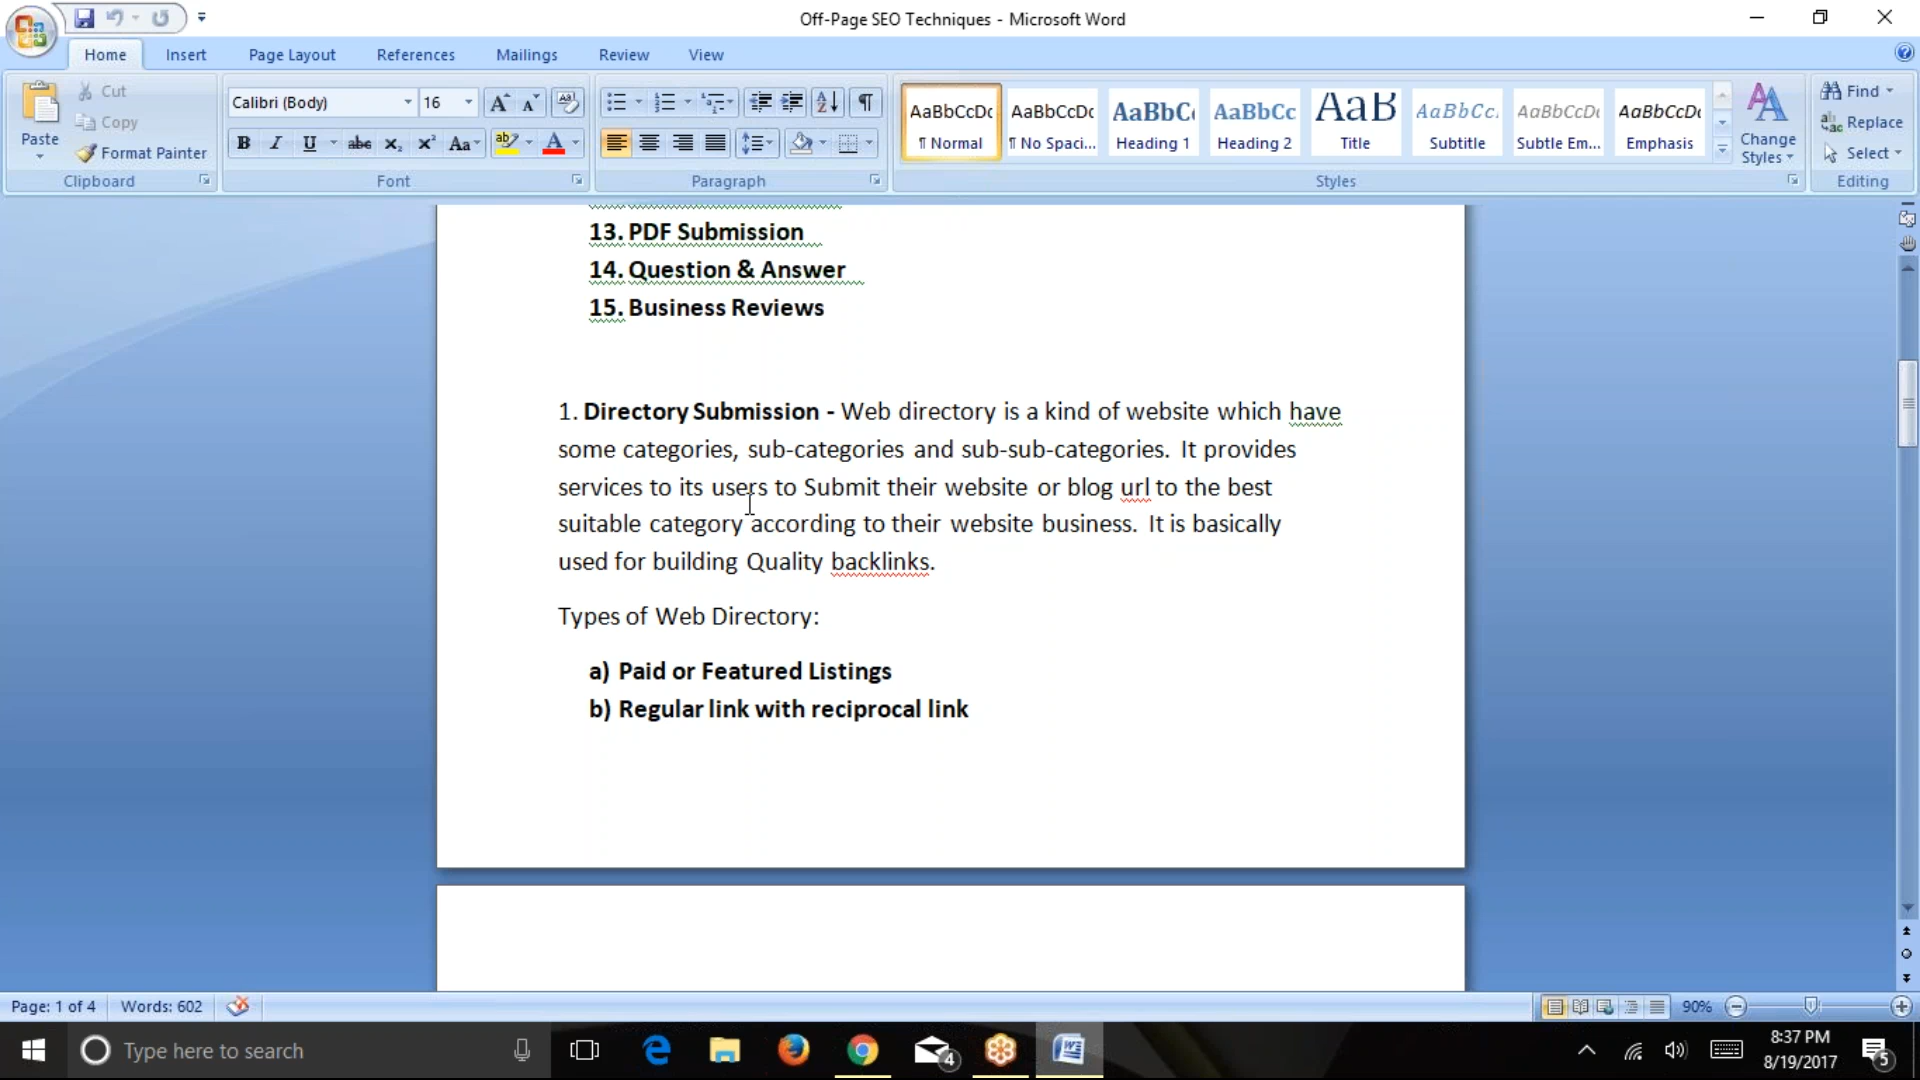 Off-Page SEO Techniques - Microsoft Word
Home Insert Page Layout References Mailings Review View
Paste
Cut
Copy
Format Painter
Clipboard
Calibri (Body) 16
Font
Paragraph
AaBbCcDc AaBbCcDc AaBbC AaBbCc AaB AaBbCc. AaBbCcDc AaBbCcDc
¶ Normal ¶ No Spaci... Heading 1 Heading 2 Title Subtitle Subtle Em... Emphasis
Change
Styles
Styles
Find
Replace
Select
Editing
13. PDF Submission
14. Question & Answer
15. Business Reviews
1. Directory Submission - Web directory is a kind of website which have
some categories, sub-categories and sub-sub-categories. It provides
services to its users to Submit their website or blog url to the best
suitable category according to their website business. It is basically
used for building Quality backlinks.
Types of Web Directory:
a) Paid or Featured Listings
b) Regular link with reciprocal link
Page: 1 of 4 Words: 602 90%
Type here to search
4
8:37 PM
8/19/2017
5